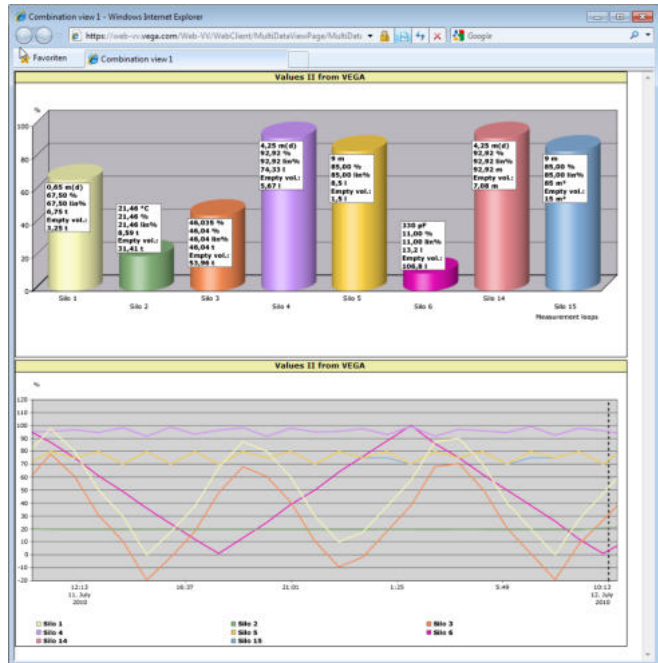 Combination view 1 - Windows Internet Explorer
https://web-vv.vega.com/Web-VV/WebClient/MultiDataViewPage/MultiData
Google
Favoriten
Combination view 1
Values II from VEGA
%
100
80
60
40
20
0
0,65 m(d)
67,50 %
67,50 lin%
6,75 t
Empty vol.:
3,25 t
21,46 °C
21,46 %
21,46 lin%
8,59 t
Empty vol.:
31,41 t
46,035 %
46,04 %
46,04 lin%
46,04 t
Empty vol.:
53,96 t
4,25 m(d)
92,92 %
92,92 lin%
74,33 l
Empty vol.:
5,67 l
9 m
85,00 %
85,00 lin%
8,5 l
Empty vol.:
1,5 l
330 pF
11,00 %
11,00 lin%
13,2 l
Empty vol.:
106,8 l
4,25 m(d)
92,92 %
92,92 lin%
92,92 m
Empty vol.:
7,08 m
9 m
85,00 %
85,00 lin%
85 m³
Empty vol.:
15 m³
Silo 1
Silo 2
Silo 3
Silo 4
Silo 5
Silo 6
Silo 14
Silo 15
Measurement loops
Values II from VEGA
%
120
110
100
90
80
70
60
50
40
30
20
10
0
-10
-20
12:13
11. July
2010
16:37
21:01
1:25
5:49
10:13
12. July
2010
Silo 1
Silo 2
Silo 3
Silo 4
Silo 5
Silo 6
Silo 14
Silo 15